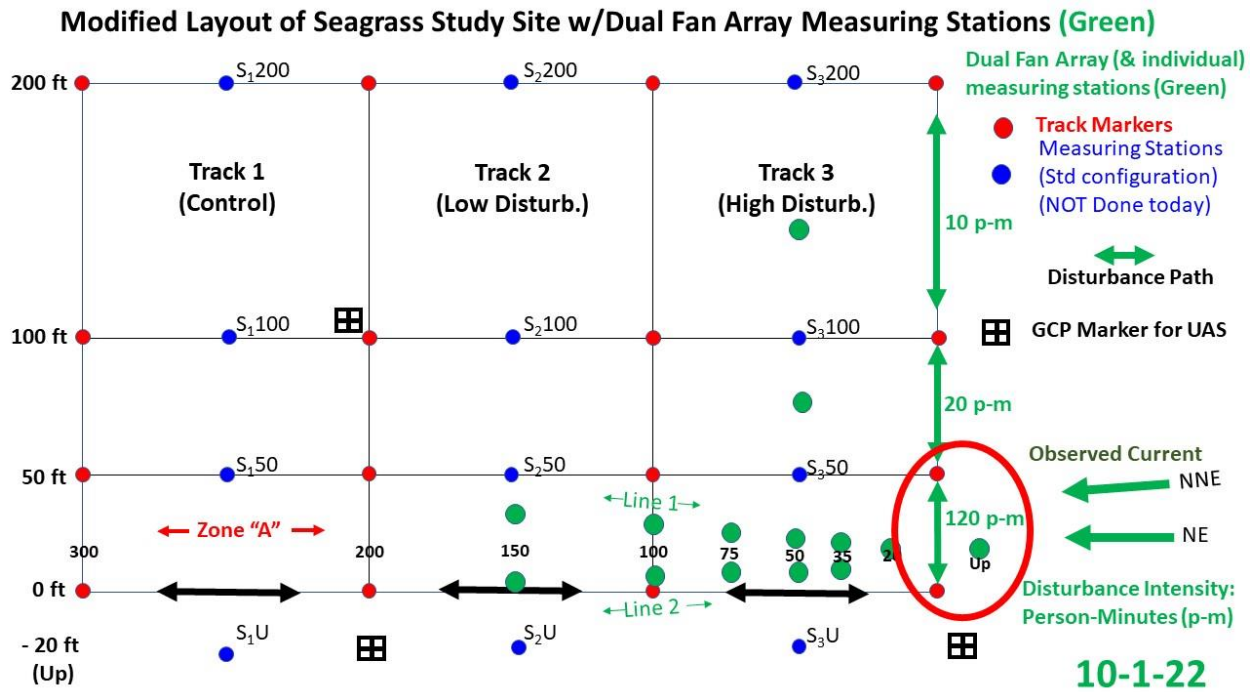 Modified Layout of Seagrass Study Site w/Dual Fan Array Measuring Stations (Green)
200 ft
S₁200
S₂200
S₃200
Dual Fan Array (& individual)
measuring stations (Green)
Track Markers
Measuring Stations
(Std configuration)
(NOT Done today)
Track 1
(Control)
Track 2
(Low Disturb.)
Track 3
(High Disturb.)
10 p-m
Disturbance Path
100 ft
S₁100
S₂100
S₃100
GCP Marker for UAS
20 p-m
50 ft
S₁50
S₂50
S₃50
Observed Current
NNE
NE
Zone "A"
Line 1
120 p-m
300
200
150
100
75
50
35
20
Up
0 ft
Line 2
Disturbance Intensity:
Person-Minutes (p-m)
- 20 ft
(Up)
S₁U
S₂U
S₃U
10-1-22